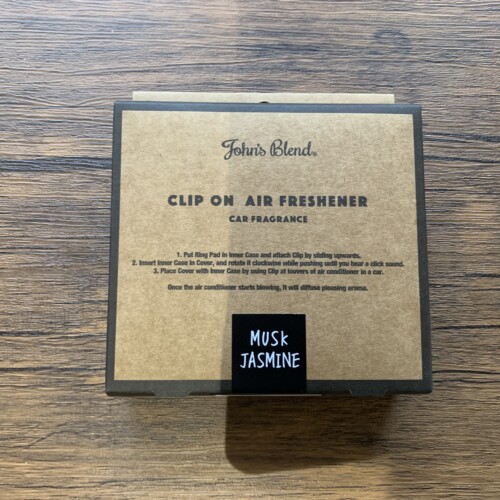 John's Blend®
CLIP ON AIR FRESHENER
CAR FRAGRANCE
1. Put Ring Pad in Inner Case and attach Clip by sliding upwards.
2. Insert Inner Case in Cover, and rotate it clockwise while pushing until you hear a click sound.
3. Place Cover with Inner Case by using Clip at louvers of air conditioner in a car.
Once the air conditioner starts blowing, it will diffuse pleasing aroma.
MUSK
JASMINE